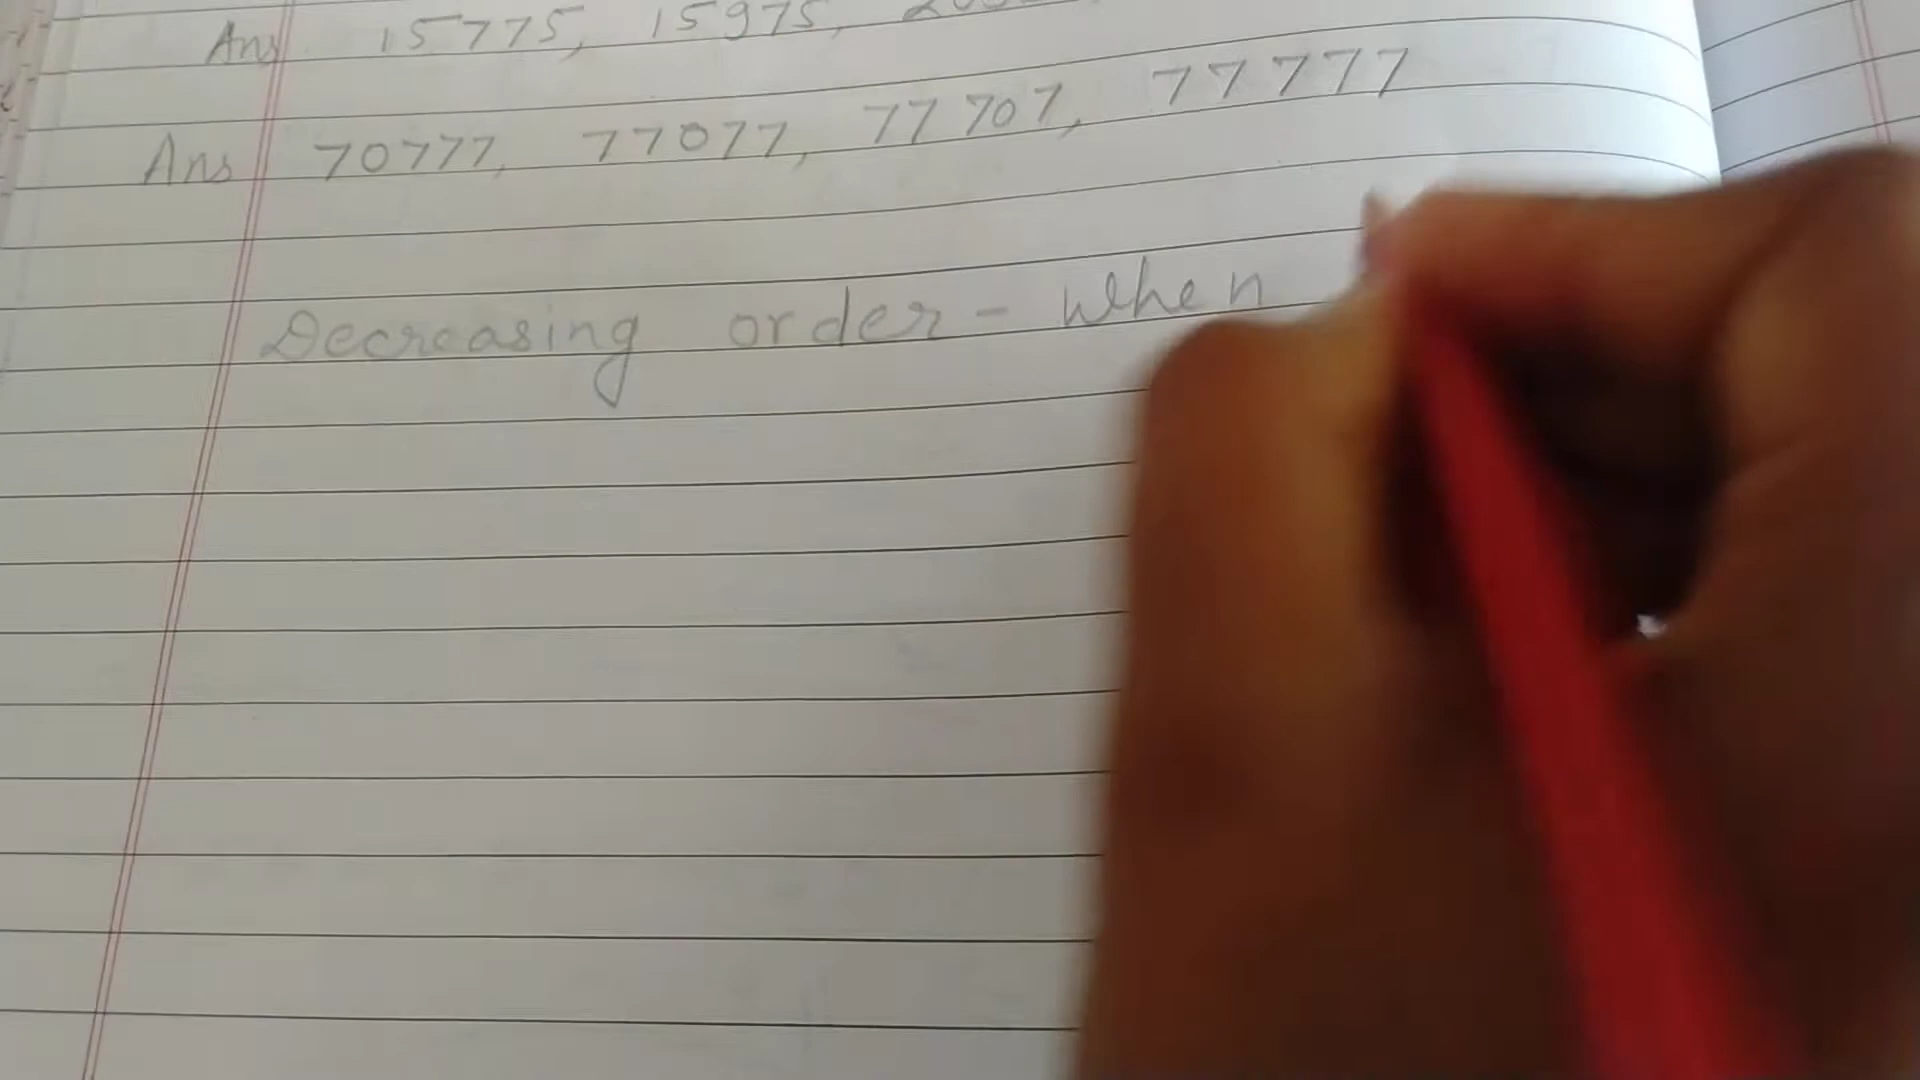 Ans 15775, 15975,
Ans 70777, 77077, 77707, 77777
Decreasing order - When